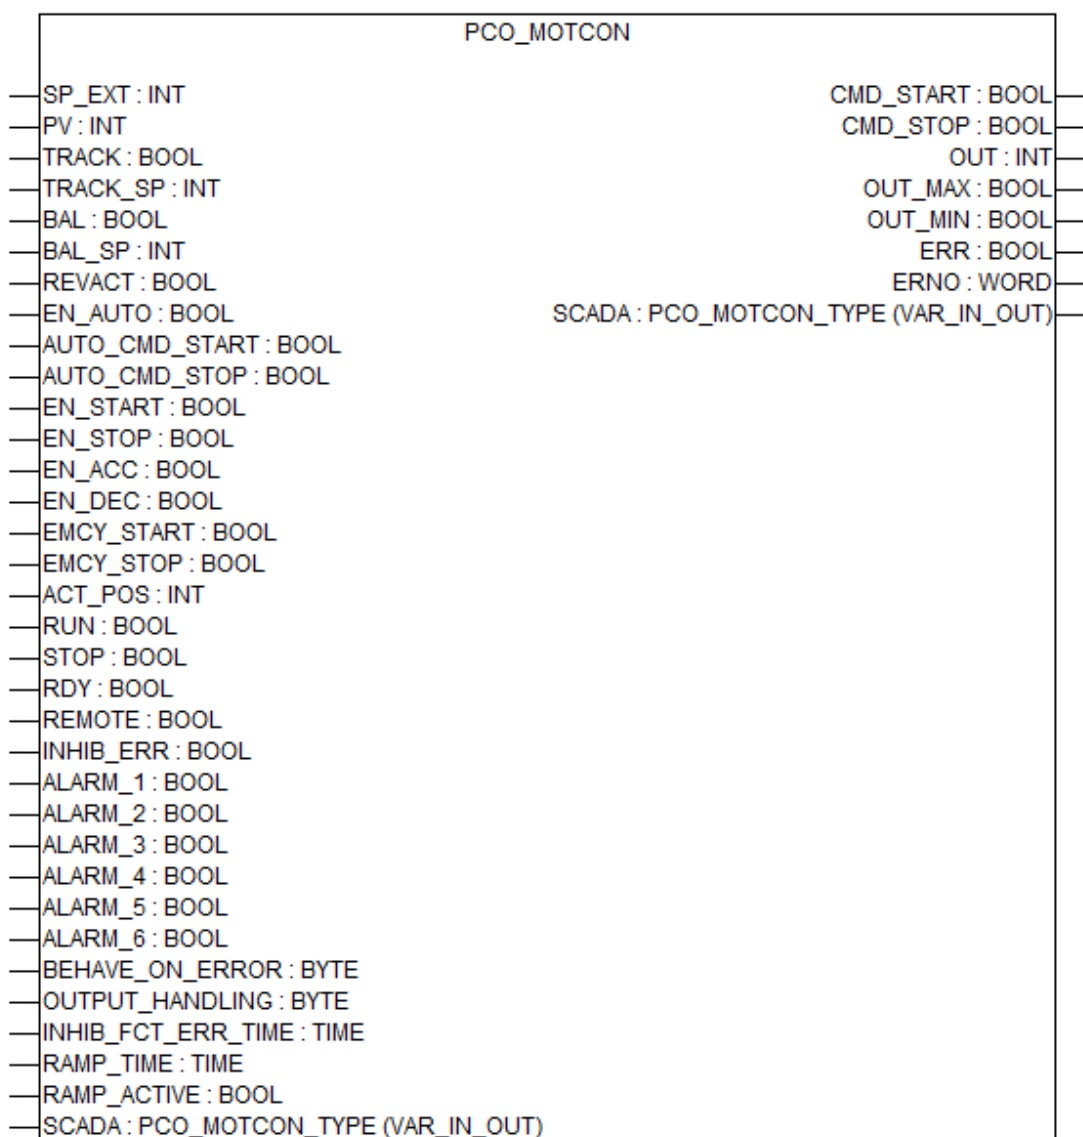 PCO_MOTCON
SP_EXT : INT
CMD_START : BOOL
PV : INT
CMD_STOP : BOOL
TRACK : BOOL
OUT : INT
TRACK_SP : INT
OUT_MAX : BOOL
BAL : BOOL
OUT_MIN : BOOL
BAL_SP : INT
ERR : BOOL
REVACT : BOOL
ERNO : WORD
EN_AUTO : BOOL
SCADA : PCO_MOTCON_TYPE (VAR_IN_OUT)
AUTO_CMD_START : BOOL
AUTO_CMD_STOP : BOOL
EN_START : BOOL
EN_STOP : BOOL
EN_ACC : BOOL
EN_DEC : BOOL
EMCY_START : BOOL
EMCY_STOP : BOOL
ACT_POS : INT
RUN : BOOL
STOP : BOOL
RDY : BOOL
REMOTE : BOOL
INHIB_ERR : BOOL
ALARM_1 : BOOL
ALARM_2 : BOOL
ALARM_3 : BOOL
ALARM_4 : BOOL
ALARM_5 : BOOL
ALARM_6 : BOOL
BEHAVE_ON_ERROR : BYTE
OUTPUT_HANDLING : BYTE
INHIB_FCT_ERR_TIME : TIME
RAMP_TIME : TIME
RAMP_ACTIVE : BOOL
SCADA : PCO_MOTCON_TYPE (VAR_IN_OUT)